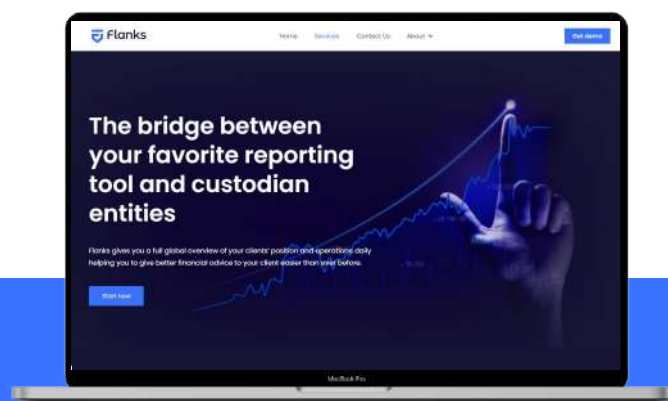 Flanks
Home Services Contact Us About
Get demo
The bridge between
your favorite reporting
tool and custodian
entities
Flanks gives you a full global overview of your clients' position and operations daily
helping you to give better financial advice to your client easier than ever before.
Start now
MacBook Pro